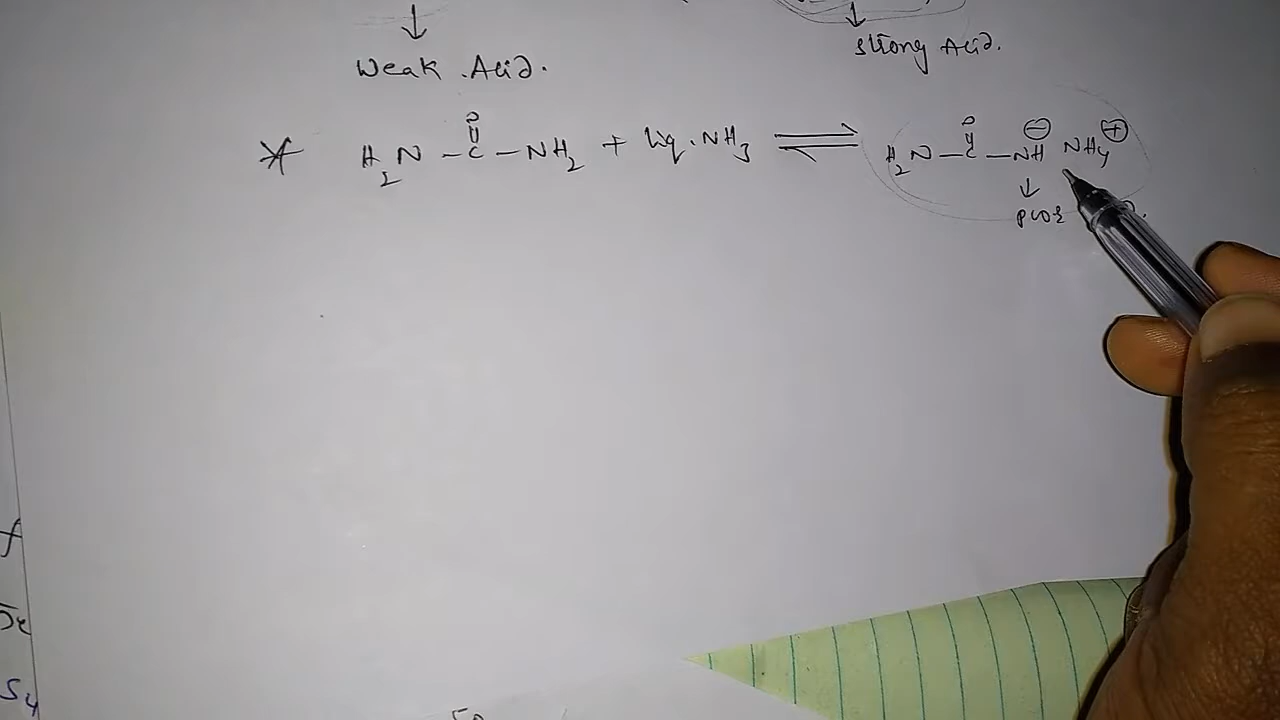 Weak Acid.
Strong Acid.
H₂N – C(=O) – NH₂ + liq. NH₃ ⇌ H₂N – C(=O) – NH⊖ NH₄⊕